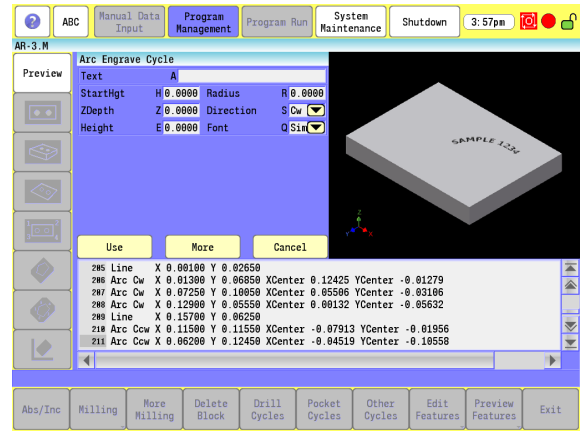 ?
ABC
Manual Data Input
Program Management
Program Run
System Maintenance
Shutdown
3:57pm
AR-3.M
Preview
Arc Engrave Cycle
Text A
StartHgt H 0.0000 Radius R 0.0000
ZDepth Z 0.0000 Direction S Cw
Height E 0.0000 Font Q Sim
SAMPLE 1234
Z
Y X
Use More Cancel
205 Line X 0.00100 Y 0.02650
206 Arc Cw X 0.01300 Y 0.06850 XCenter 0.12425 YCenter -0.01279
207 Arc Cw X 0.07250 Y 0.10050 XCenter 0.05506 YCenter -0.03106
208 Arc Cw X 0.12900 Y 0.05550 XCenter 0.00132 YCenter -0.05632
209 Line X 0.15700 Y 0.06250
210 Arc Ccw X 0.11500 Y 0.11550 XCenter -0.07913 YCenter -0.01956
211 Arc Ccw X 0.06200 Y 0.12450 XCenter -0.04519 YCenter -0.10558
Abs/Inc
Milling
More Milling
Delete Block
Drill Cycles
Pocket Cycles
Other Cycles
Edit Features
Preview Features
Exit